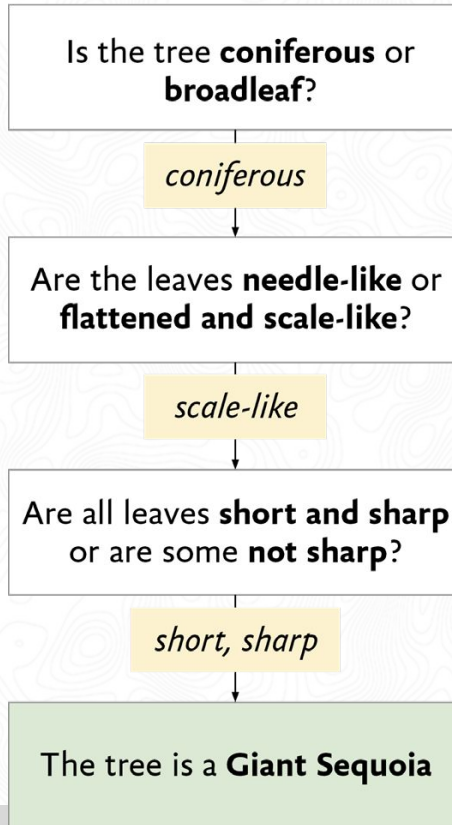 Is the tree coniferous or
broadleaf?
coniferous
Are the leaves needle-like or
flattened and scale-like?
scale-like
Are all leaves short and sharp
or are some not sharp?
short, sharp
The tree is a Giant Sequoia